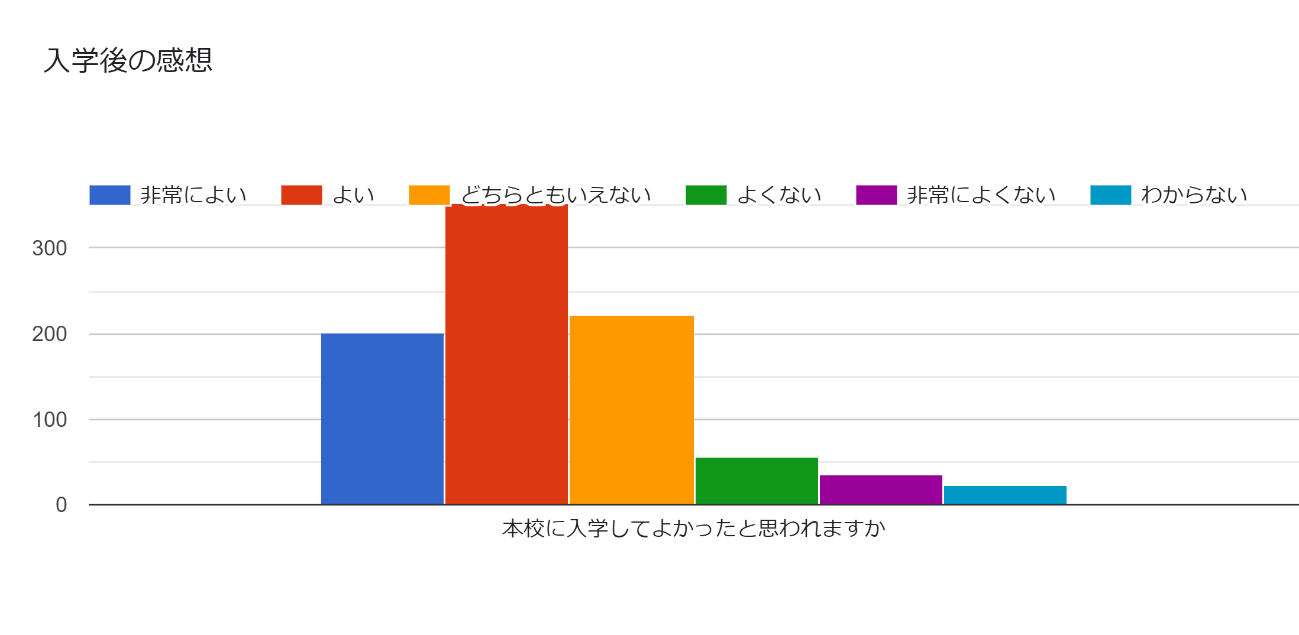 入学後の感想
非常によい よい どちらともいえない よくない 非常によくない わからない
300
200
100
0
本校に入学してよかったと思われますか